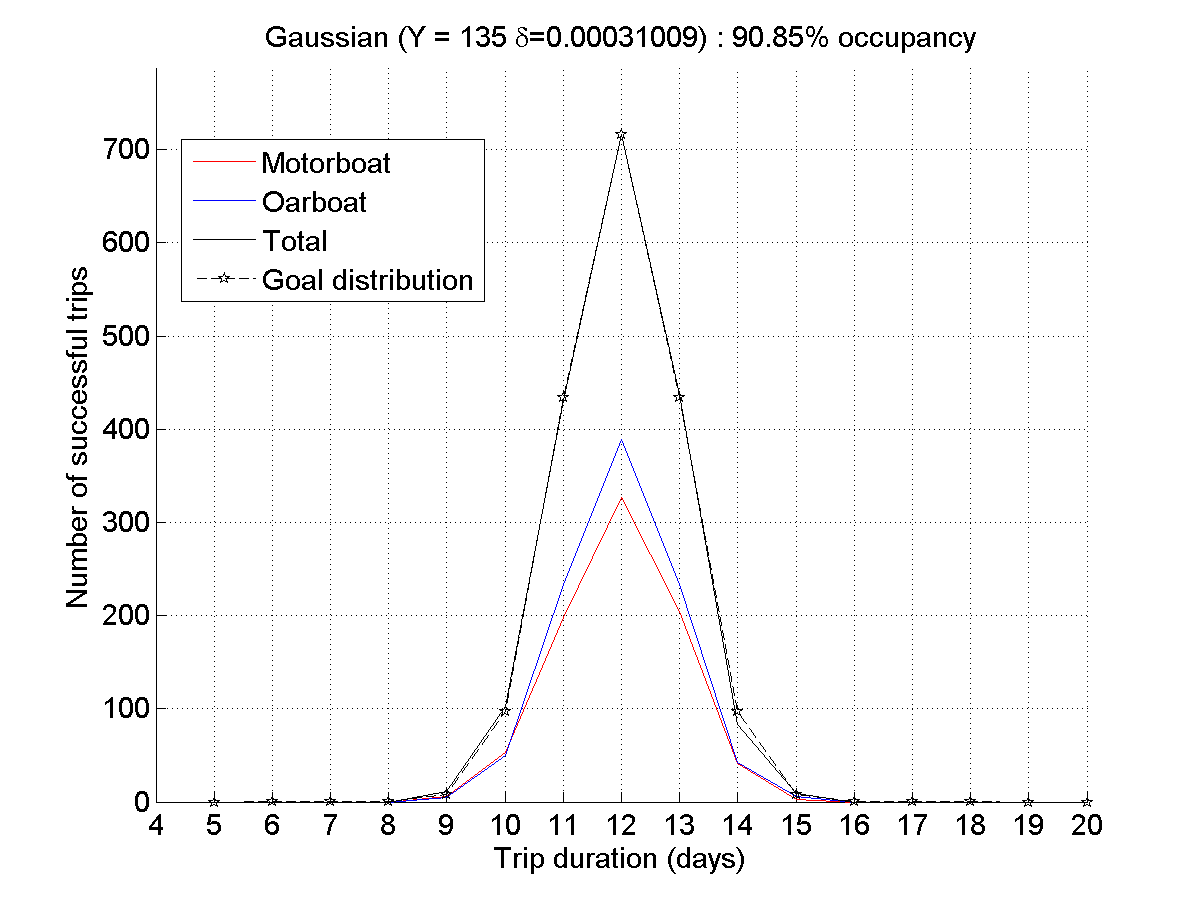 Gaussian (Y = 135 δ=0.00031009) : 90.85% occupancy
Number of successful trips
700
600
500
400
300
200
100
0
Motorboat
Oarboat
Total
Goal distribution
4 5 6 7 8 9 10 11 12 13 14 15 16 17 18 19 20
Trip duration (days)